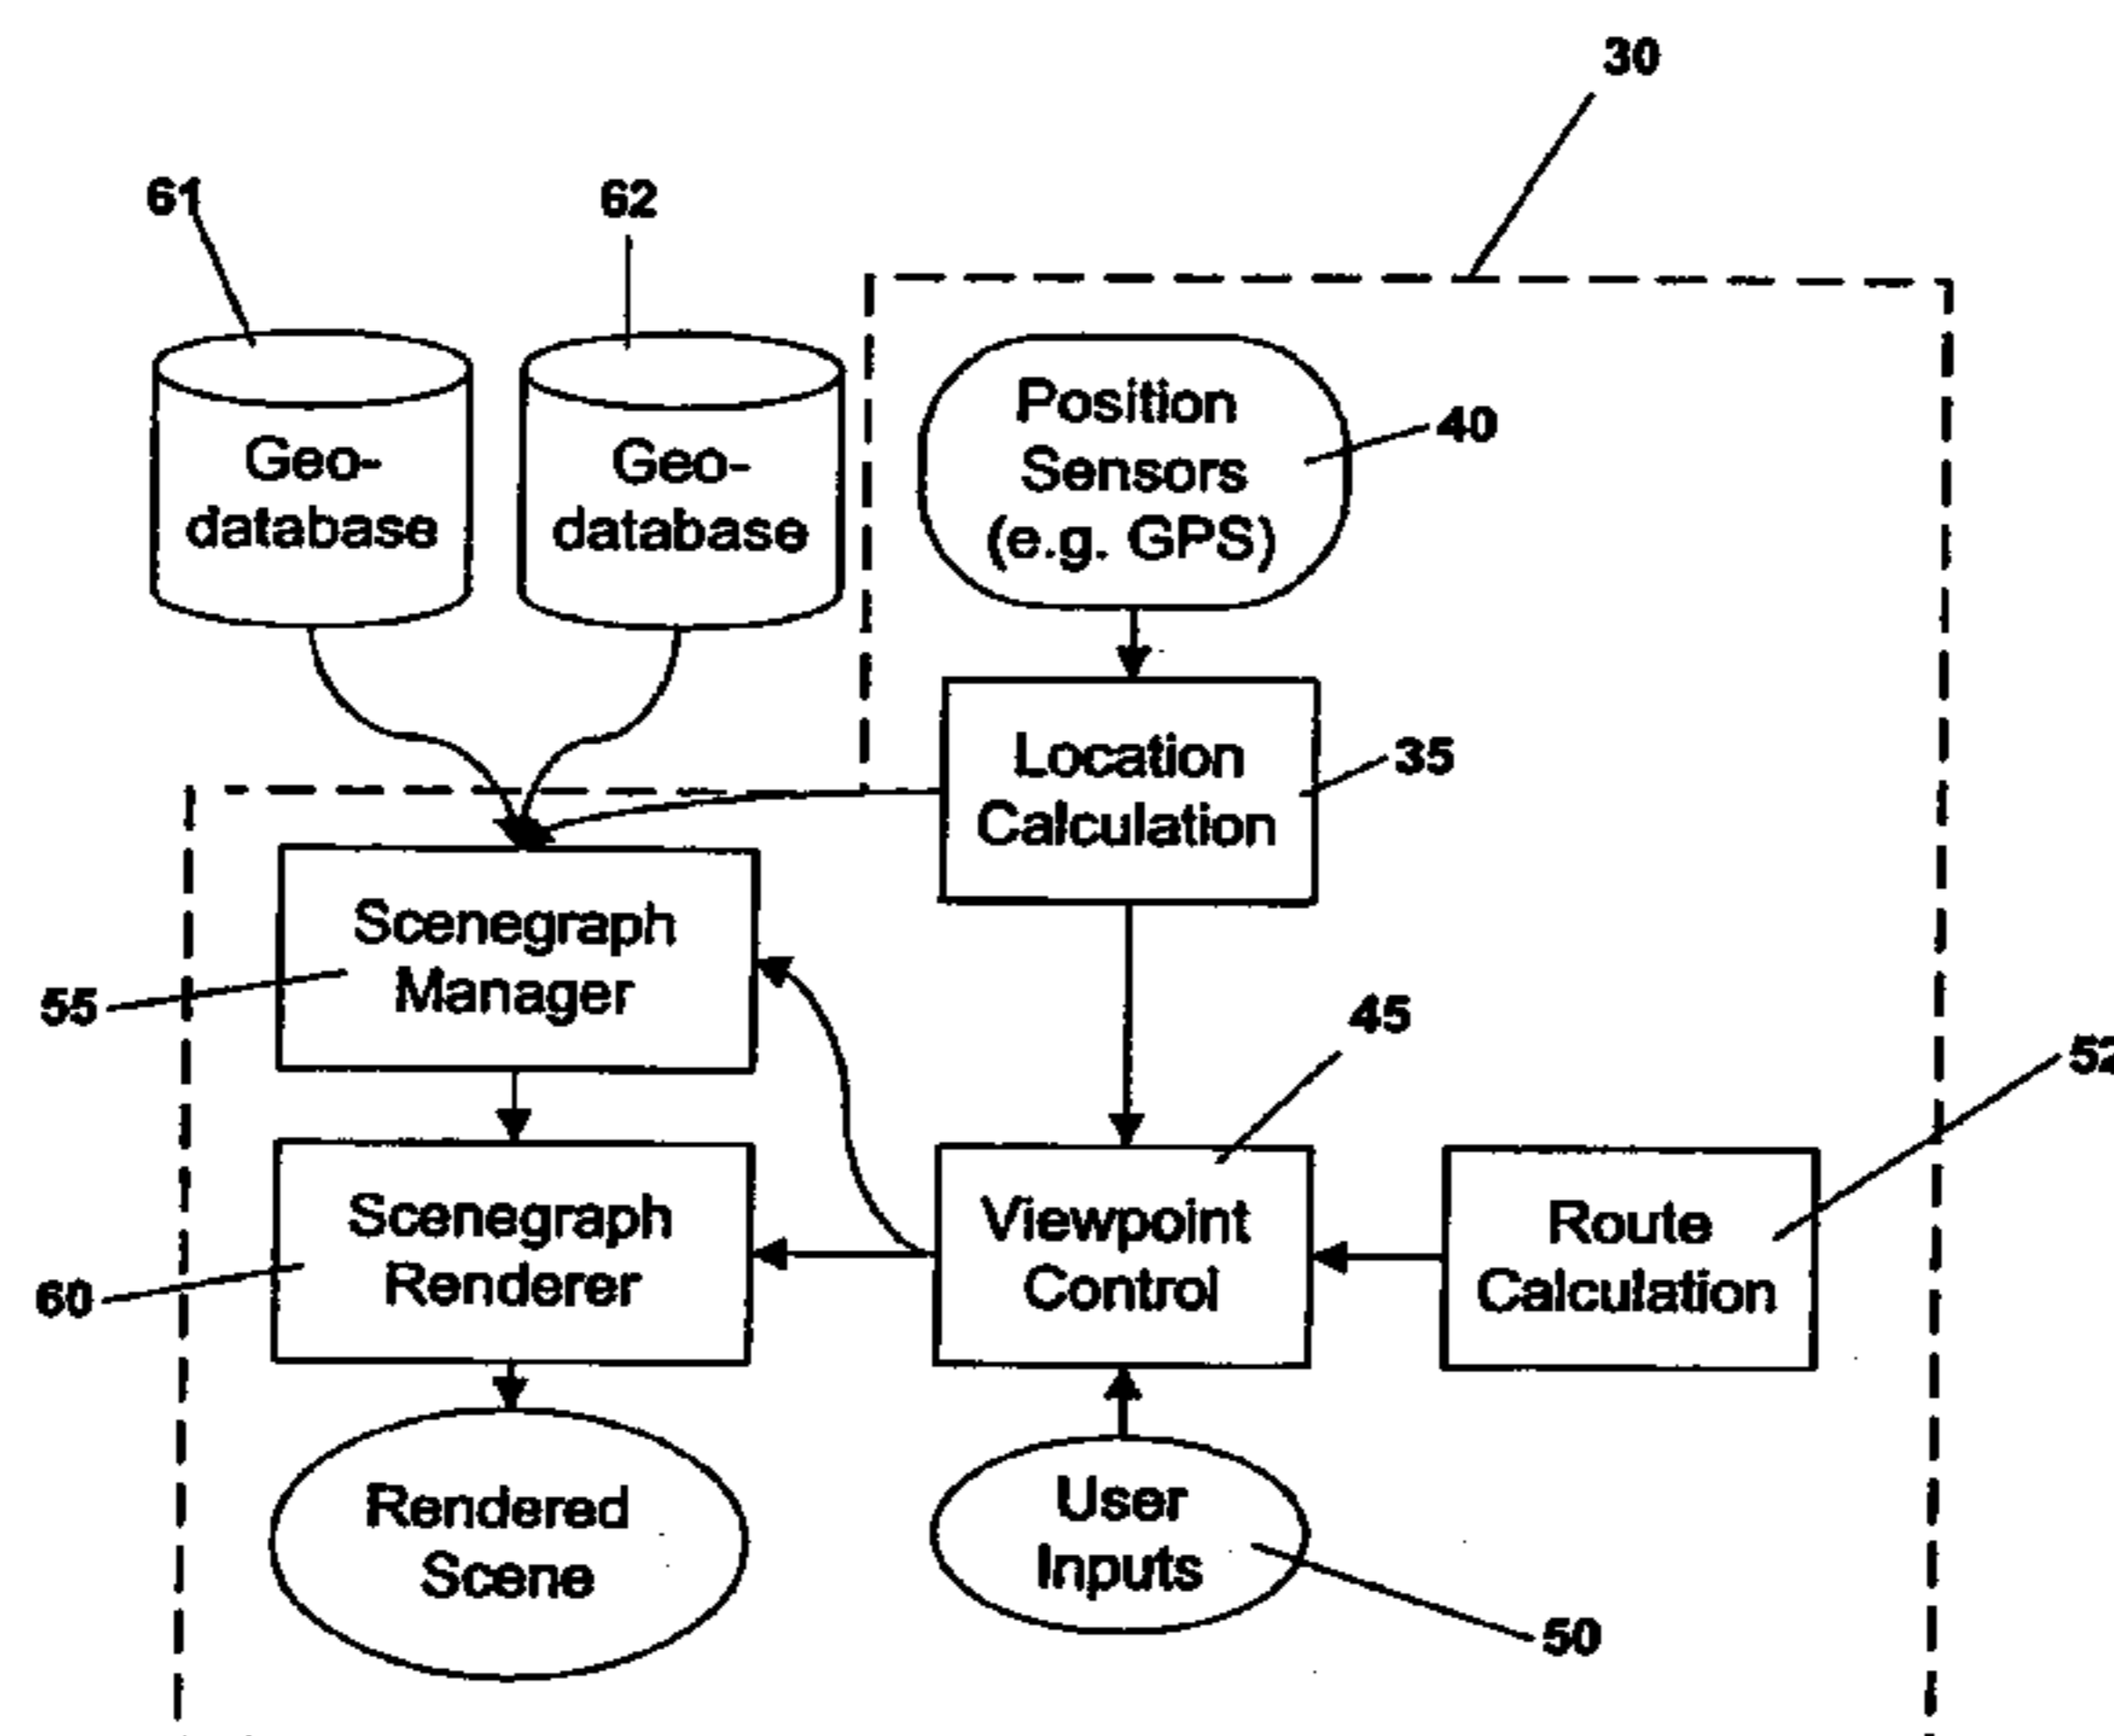 30
61
62
Geo-
database
Geo-
database
Position
Sensors
(e.g. GPS)
40
Location
Calculation
35
Scenegraph
Manager
55
45
52
Scenegraph
Renderer
60
Viewpoint
Control
Route
Calculation
Rendered
Scene
User
Inputs
50